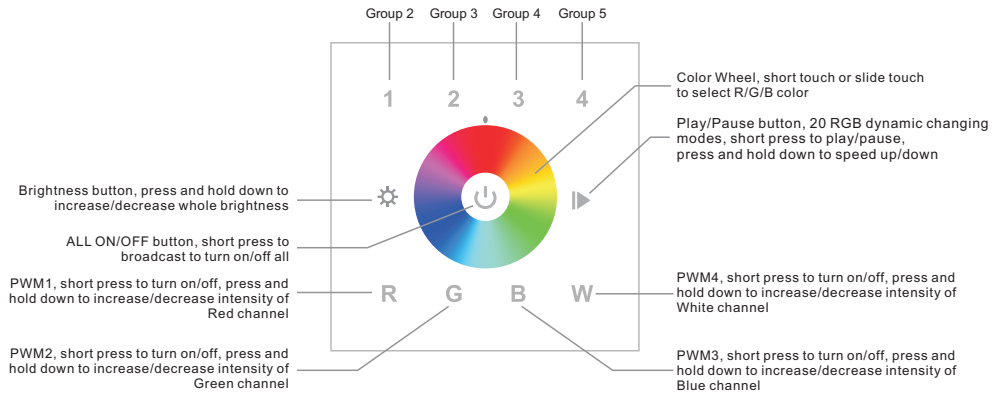 Group 2 Group 3 Group 4 Group 5
1 2 3 4
Color Wheel, short touch or slide touch
to select R/G/B color
Play/Pause button, 20 RGB dynamic changing
modes, short press to play/pause,
press and hold down to speed up/down
Brightness button, press and hold down to
increase/decrease whole brightness
ALL ON/OFF button, short press to
broadcast to turn on/off all
PWM1, short press to turn on/off, press and
hold down to increase/decrease intensity of
Red channel
R G B W
PWM4, short press to turn on/off, press and
hold down to increase/decrease intensity of
White channel
PWM2, short press to turn on/off, press and
hold down to increase/decrease intensity of
Green channel
PWM3, short press to turn on/off, press and
hold down to increase/decrease intensity of
Blue channel